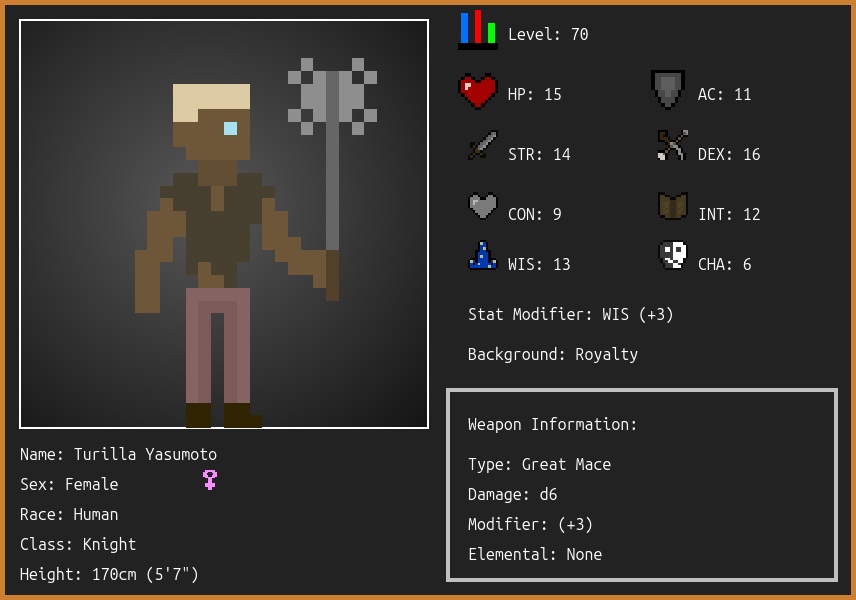 Level: 70
HP: 15
AC: 11
STR: 14
DEX: 16
CON: 9
INT: 12
WIS: 13
CHA: 6
Stat Modifier: WIS (+3)
Background: Royalty
Weapon Information:
Type: Great Mace
Damage: d6
Modifier: (+3)
Elemental: None
Name: Turilla Yasumoto
Sex: Female
Race: Human
Class: Knight
Height: 170cm (5'7")